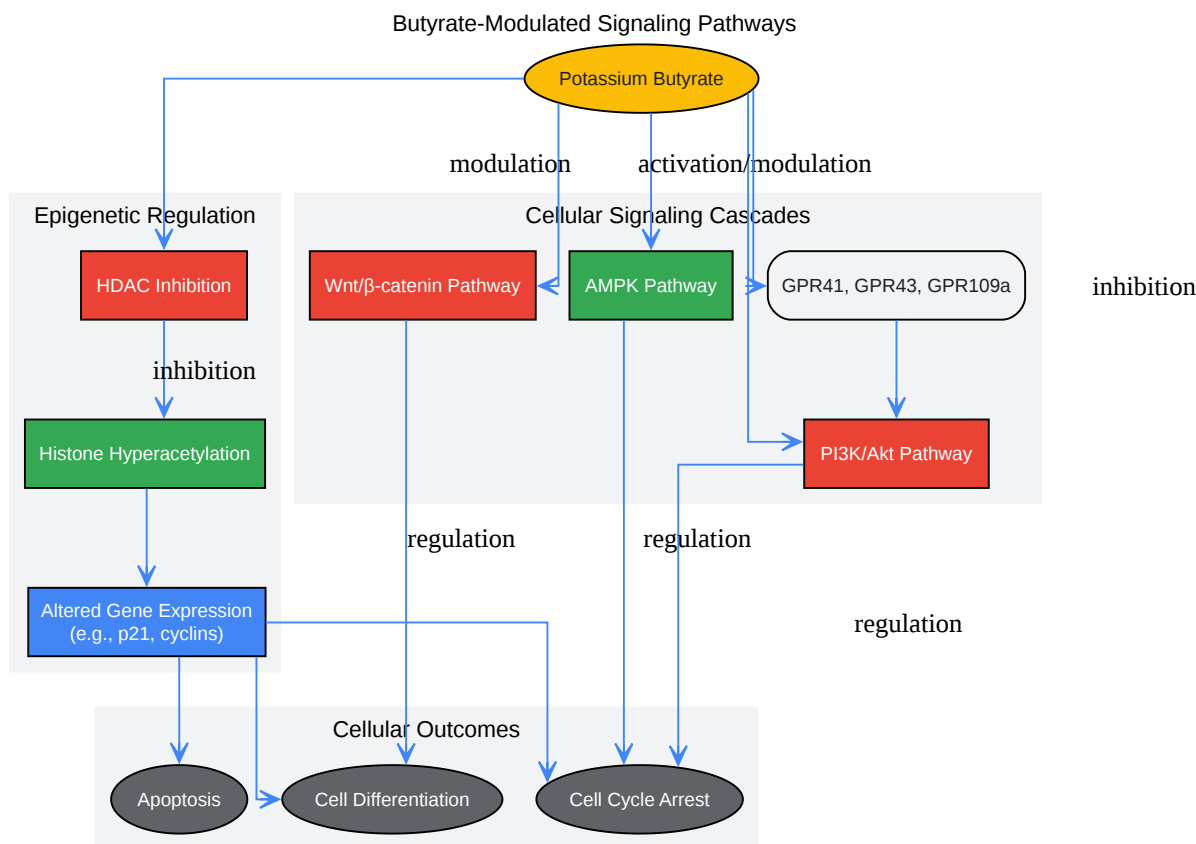 Butyrate-Modulated Signaling Pathways
Potassium Butyrate
modulation
activation/modulation
Epigenetic Regulation
Cellular Signaling Cascades
HDAC Inhibition
Wnt/β-catenin Pathway
AMPK Pathway
GPR41, GPR43, GPR109a
inhibition
inhibition
Histone Hyperacetylation
PI3K/Akt Pathway
regulation
regulation
Altered Gene Expression
(e.g., p21, cyclins)
regulation
Cellular Outcomes
Apoptosis
Cell Differentiation
Cell Cycle Arrest